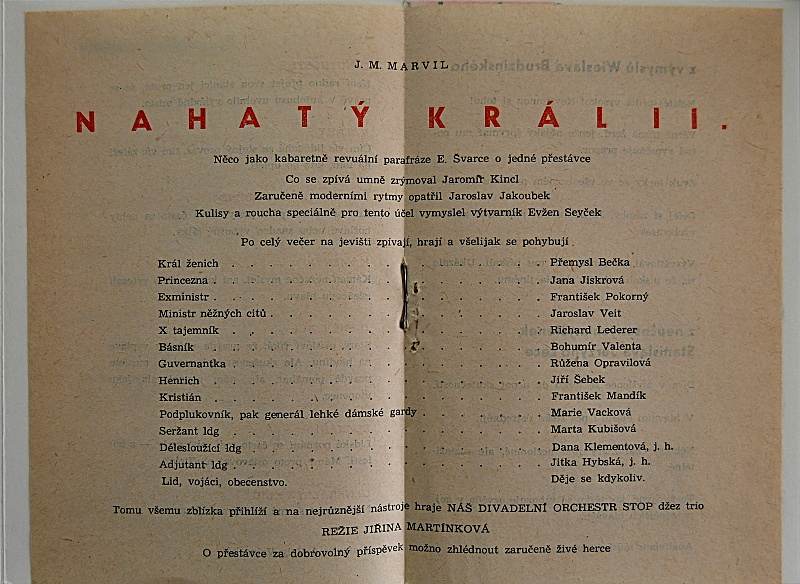 J. M. MARVIL
NAHATÝ KRÁL II.
Něco jako kabaretně revuální parafráze E. Švarce o jedné přestávce
Co se zpívá umně zrýmoval Jaromír Kincl
Zaručeně moderními rytmy opatřil Jaroslav Jakoubek
Kulisy a roucha speciálně pro tento účel vymyslel výtvarník Evžen Seyček
Po celý večer na jevišti zpívají, hrají a všelijak se pohybují
Král ženich . . . . . . . . . . . Přemysl Bečka
Princezna . . . . . . . . . . . Jana Jiskrová
Exministr . . . . . . . . . . . František Pokorný
Ministr něžných citů . . . . . . . . . Jaroslav Veit
X tajemník . . . . . . . . . . . Richard Lederer
Básník . . . . . . . . . . . Bohumír Valenta
Guvernantka . . . . . . . . . . . Růžena Opravilová
Henrich . . . . . . . . . . . Jiří Šebek
Kristián . . . . . . . . . . . František Mandík
Podplukovník, pak generál lehké dámské gardy . . . . . Marie Vacková
Seržant ldg . . . . . . . . . . . Marta Kubišová
Délesloužící ldg . . . . . . . . . . Dana Klementová, j. h.
Adjutant ldg . . . . . . . . . . . Jitka Hybská, j. h.
Lid, vojáci, obecenstvo. Děje se kdykoliv.
Tomu všemu zblízka přihlíží a na nejrůznější nástroje hraje NÁŠ DIVADELNÍ ORCHESTR STOP džez trio
REŽIE JIŘINA MARTÍNKOVÁ
O přestávce za dobrovolný příspěvek možno zhlédnout zaručeně živé herce